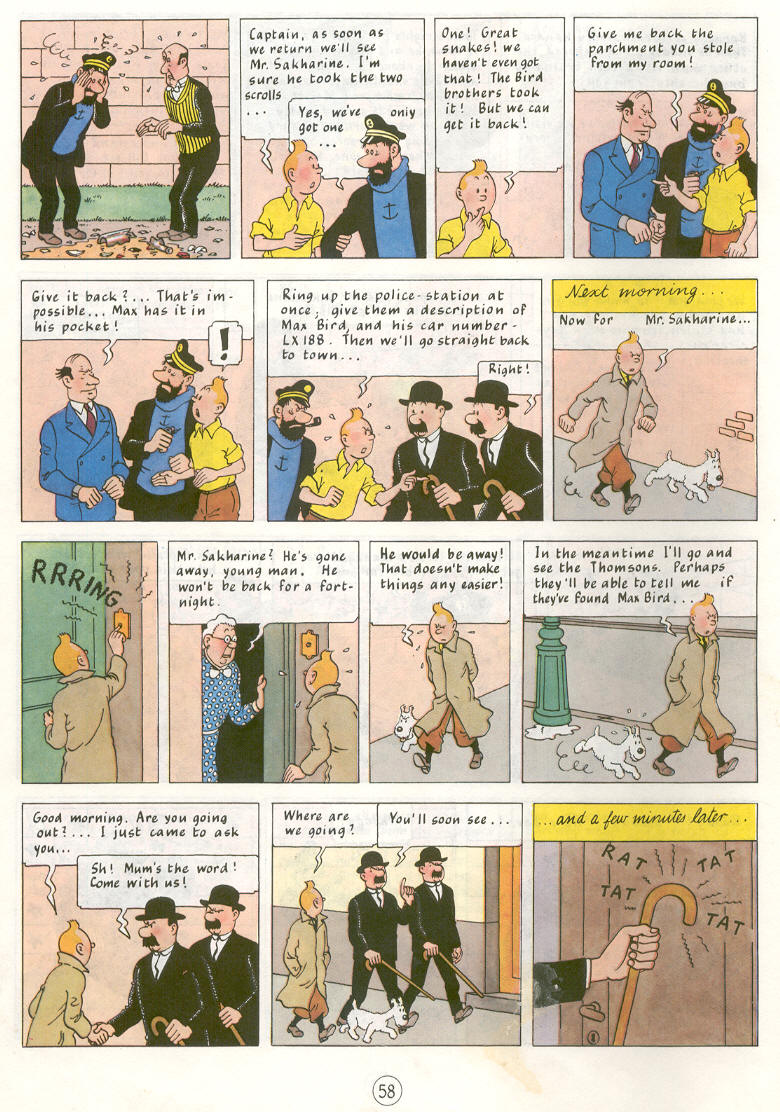 Captain, as soon as
we return we'll see
Mr. Sakharine. I'm
sure he took the two
scrolls
...
Yes, we've only
got one
...
One! Great
snakes! We
haven't even got
that! The Bird
brothers took
it! But we can
get it back!
Give me back the
parchment you stole
from my room!
Give it back?... That's im-
possible... Max has it in
his pocket!
!
Ring up the police-station at
once, give them a description of
Max Bird, and his car number-
LX188. Then we'll go straight back
to town...
Right!
Next morning...
Now for Mr. Sakharine...
RRRING
Mr. Sakharine? He's gone
away, young man. He
won't be back for a fort-
night.
He would be away!
That doesn't make
things any easier!
In the meantime I'll go and
see the Thomsons. Perhaps
they'll be able to tell me if
they've found Max Bird...
Good morning. Are you going
out?... I just came to ask
you...
Sh! Mum's the word!
Come with us!
Where are
we going?
You'll soon see...
...and a few minutes later...
RAT
TAT
TAT
TAT
58